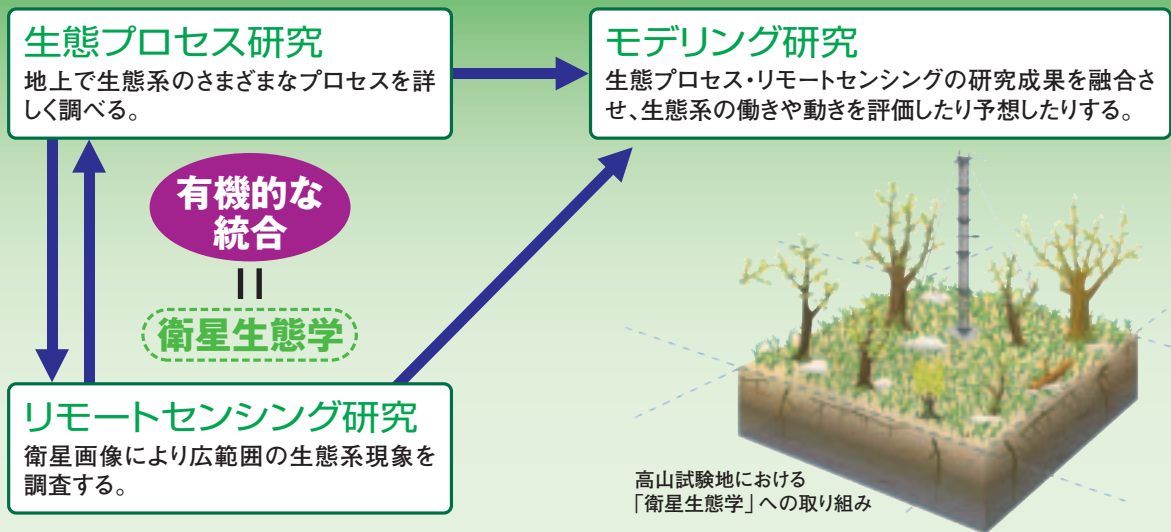 生態プロセス研究
地上で生態系のさまざまなプロセスを詳
しく調べる。
モデリング研究
生態プロセス・リモートセンシングの研究成果を融合さ
せ、生態系の働きや動きを評価したり予想したりする。
有機的な
統合
衛星生態学
リモートセンシング研究
衛星画像により広範囲の生態系現象を
調査する。
高山試験地における
「衛星生態学」への取り組み